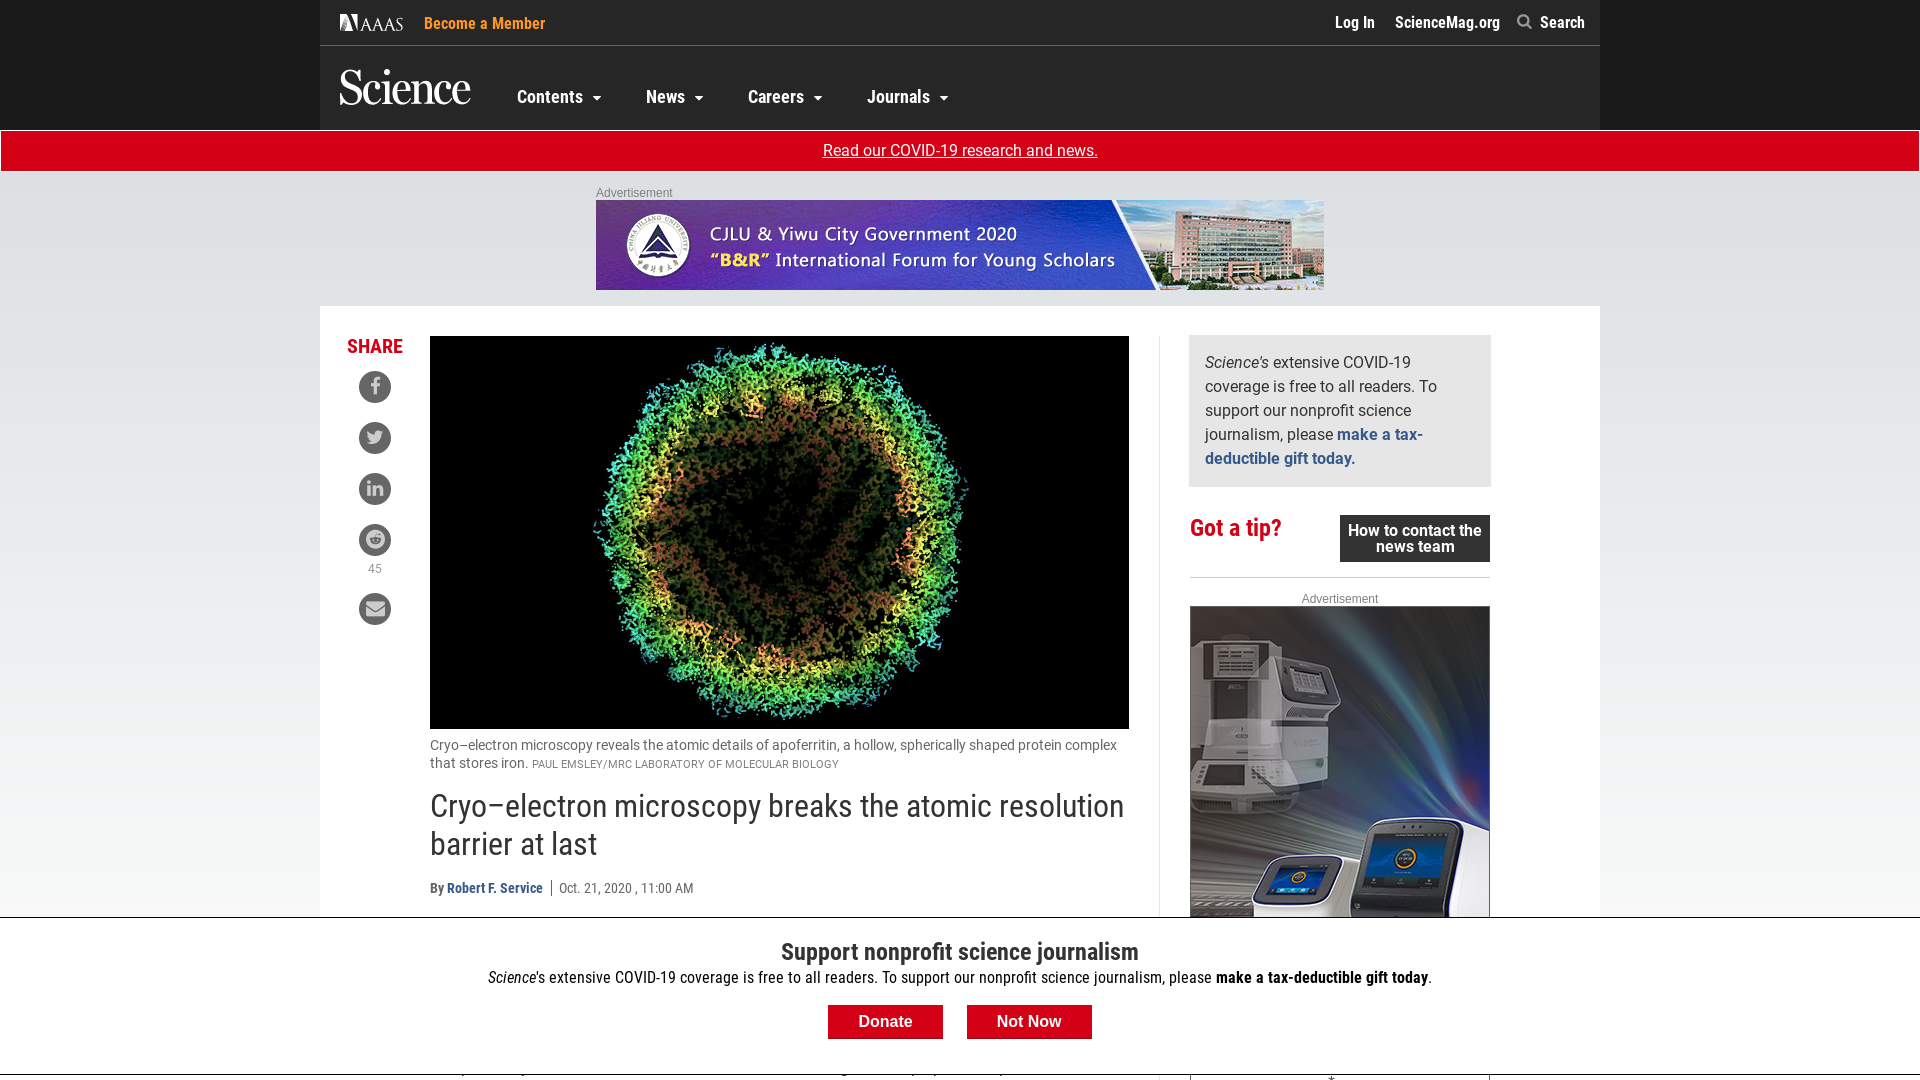 AAAS
Become a Member
Log In
ScienceMag.org
Search
Science
Contents
News
Careers
Journals
Read our COVID-19 research and news.
Advertisement
CJLU & Yiwu City Government 2020
“B&R” International Forum for Young Scholars
SHARE
45
Cryo–electron microscopy reveals the atomic details of apoferritin, a hollow, spherically shaped protein complex
that stores iron. PAUL EMSLEY/MRC LABORATORY OF MOLECULAR BIOLOGY
Cryo–electron microscopy breaks the atomic resolution
barrier at last
By Robert F. Service
Oct. 21, 2020 , 11:00 AM
Science's extensive COVID-19
coverage is free to all readers. To
support our nonprofit science
journalism, please make a tax-
deductible gift today.
Got a tip?
How to contact the
news team
Advertisement
Support nonprofit science journalism
Science's extensive COVID-19 coverage is free to all readers. To support our nonprofit science journalism, please make a tax-deductible gift today.
Donate
Not Now